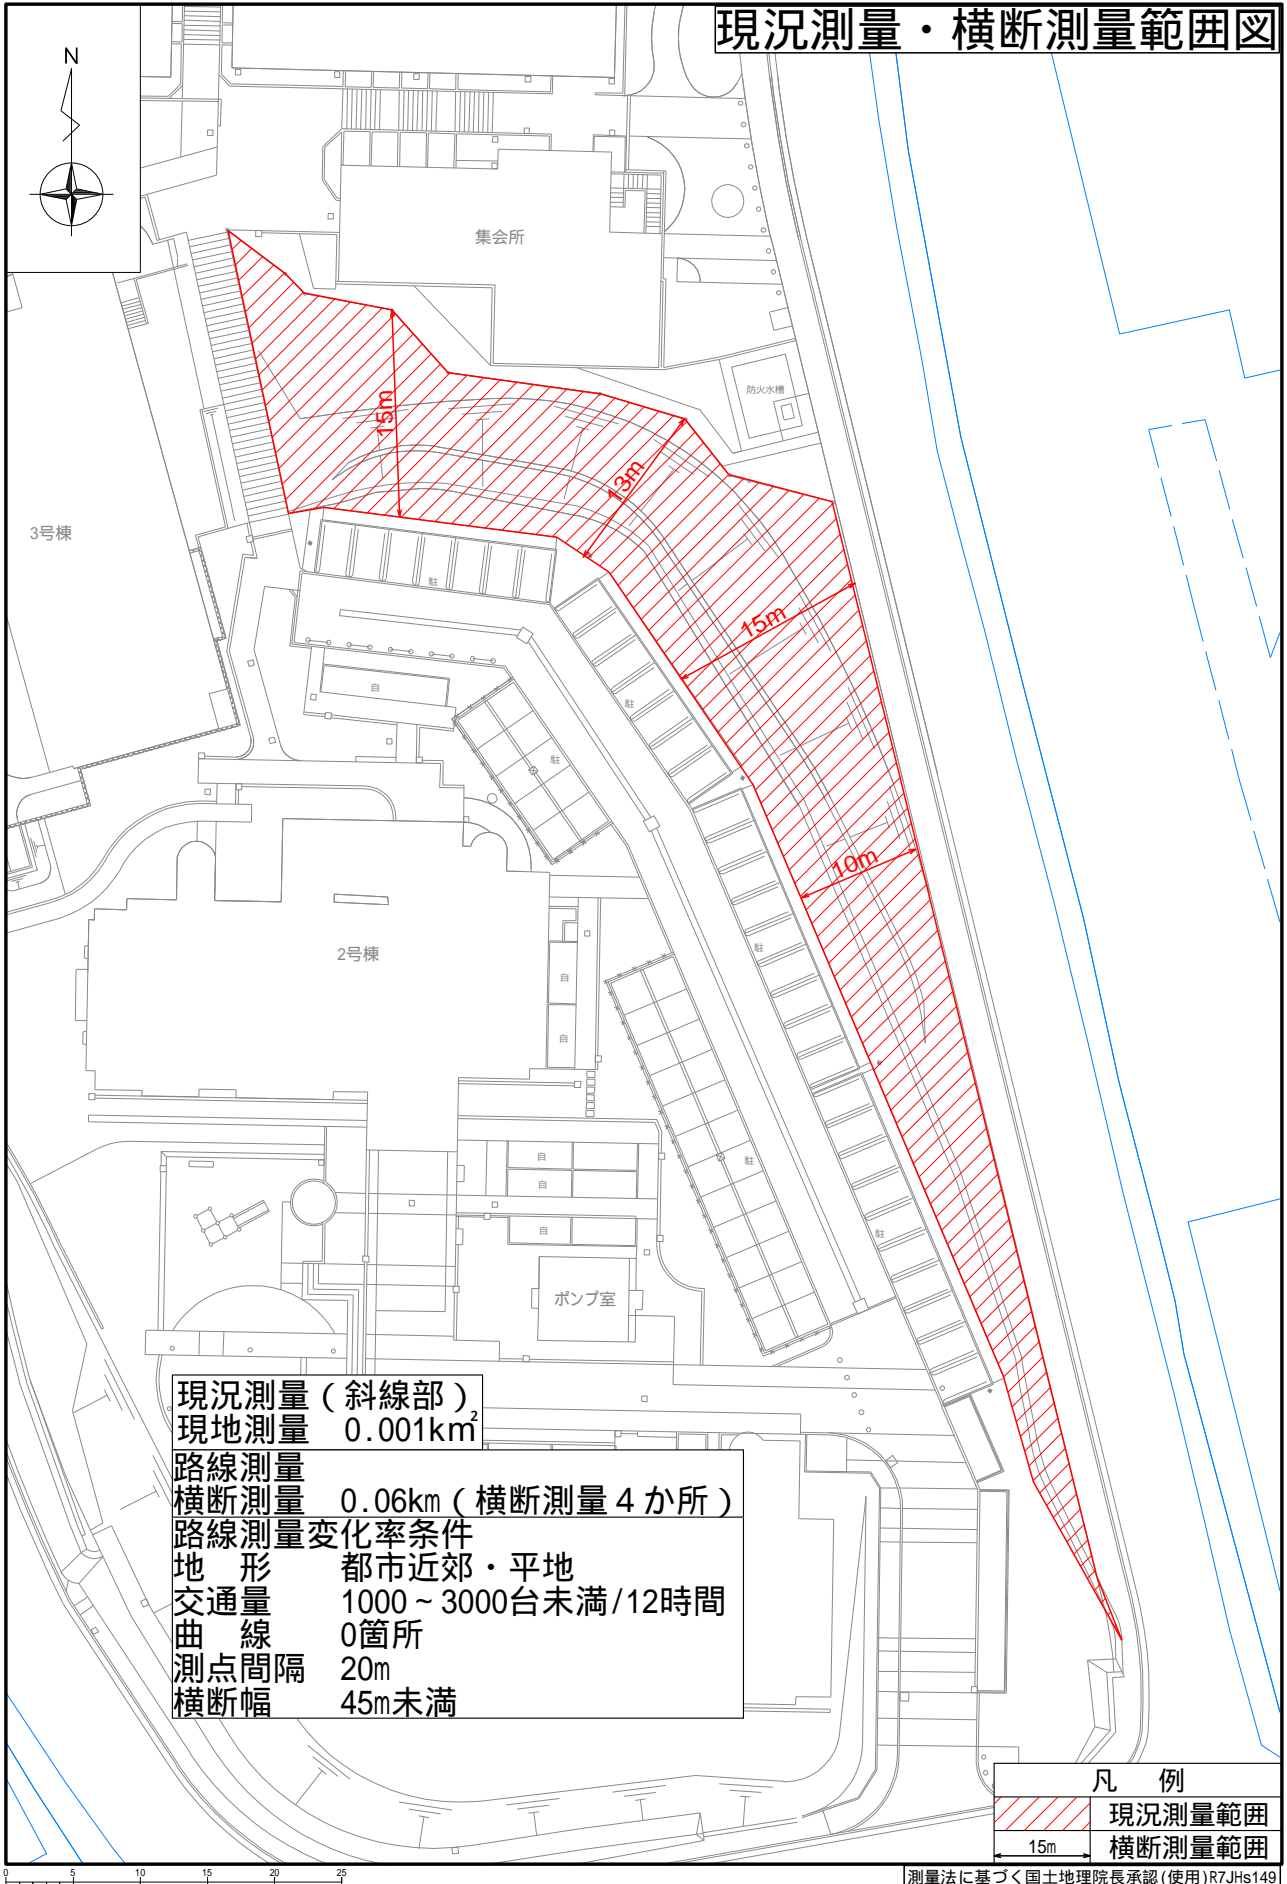 現況測量・横断測量範囲図
N
集会所
防火水槽
15m
13m
3号棟
駐
15m
自
駐
駐
10m
2号棟
駐
自
自
自
駐
自
自
駐
ポンプ室
現況測量(斜線部)
現地測量 0.001km²
路線測量
横断測量 0.06km(横断測量4か所)
路線測量変化率条件
地 形 都市近郊・平地
交通量 1000~3000台未満/12時間
曲 線 0箇所
測点間隔 20m
横断幅 45m未満
凡 例
現況測量範囲
15m 横断測量範囲
0 5 10 15 20 25
測量法に基づく国土地理院長承認(使用)R7JHs149